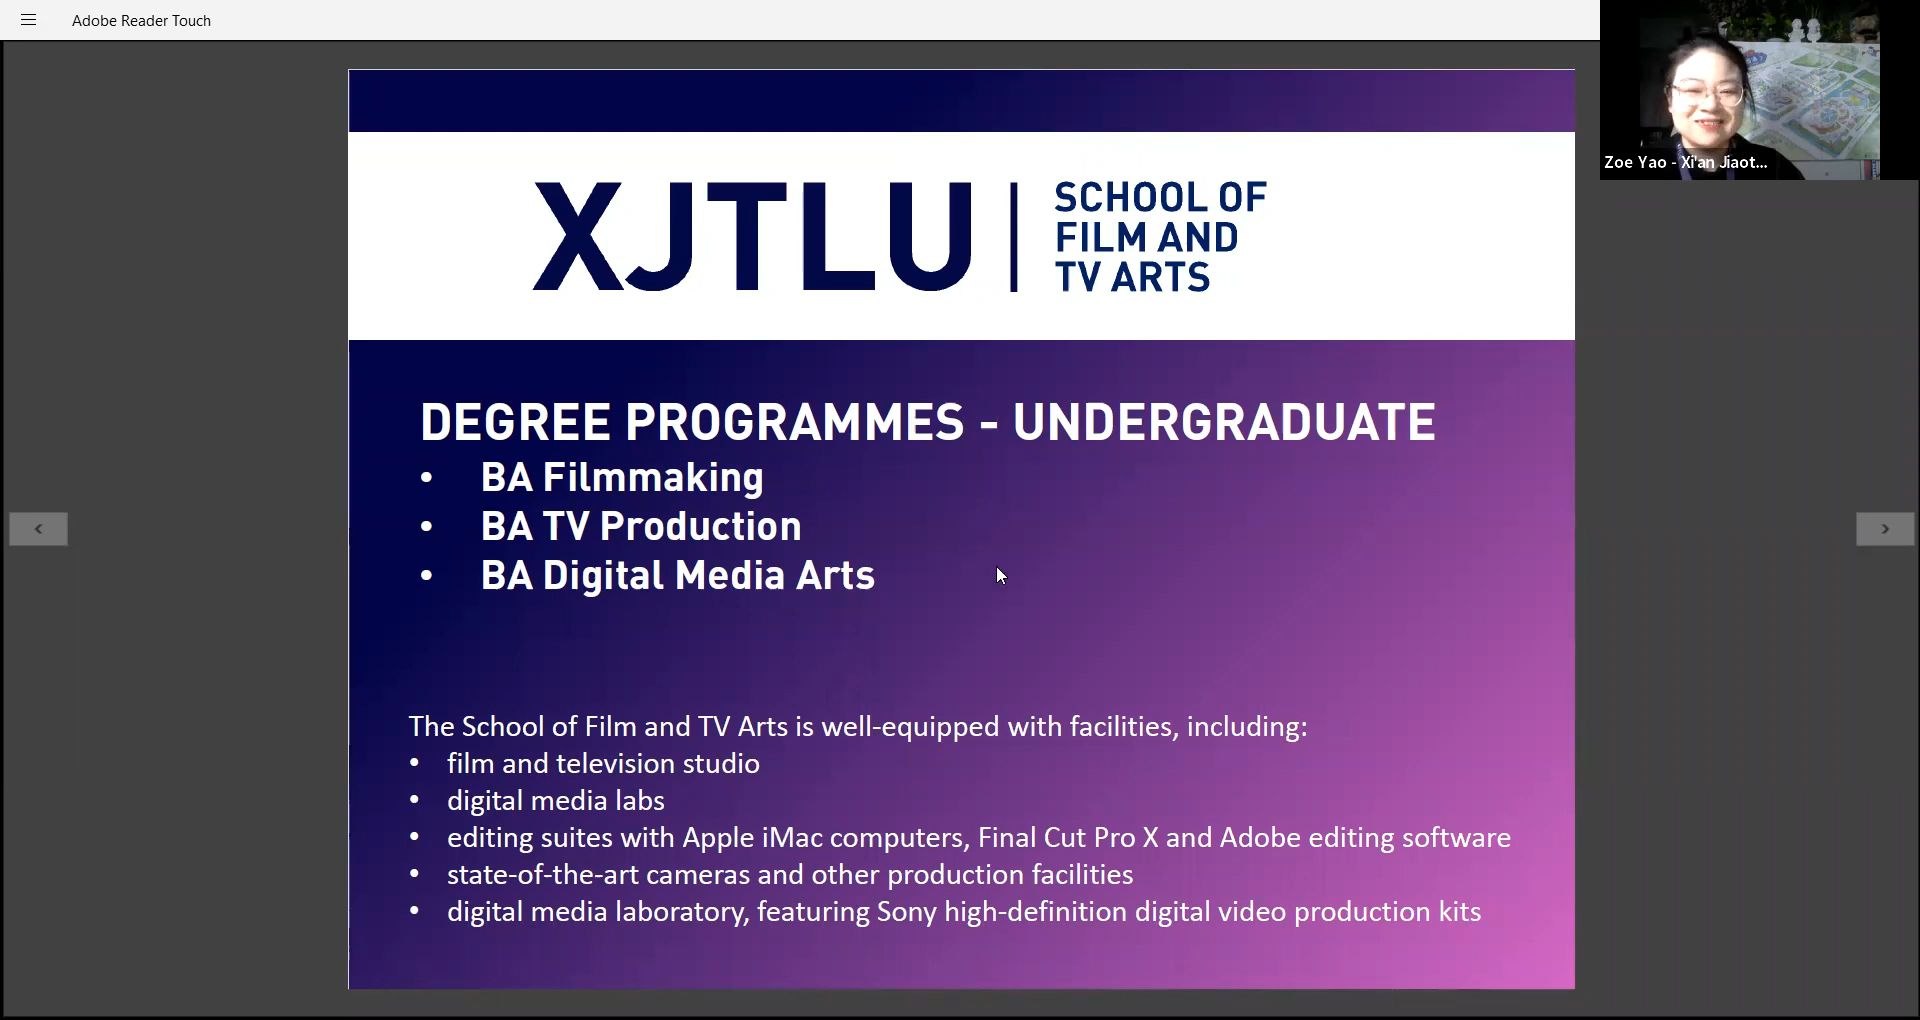 Adobe Reader Touch
Zoe Yao - Xi'an Jiaot...
XJTLU
SCHOOL OF
FILM AND
TV ARTS
DEGREE PROGRAMMES - UNDERGRADUATE
• BA Filmmaking
• BA TV Production
• BA Digital Media Arts
The School of Film and TV Arts is well-equipped with facilities, including:
• film and television studio
• digital media labs
• editing suites with Apple iMac computers, Final Cut Pro X and Adobe editing software
• state-of-the-art cameras and other production facilities
• digital media laboratory, featuring Sony high-definition digital video production kits